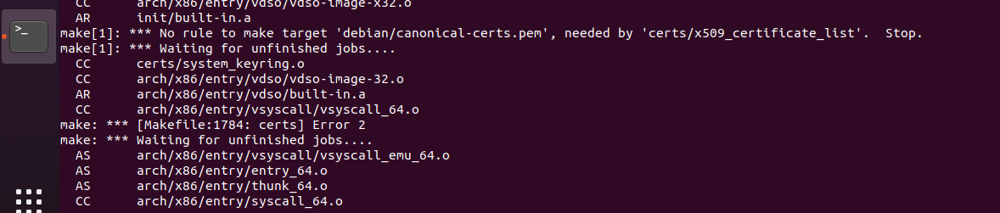 CC      arch/x86/entry/vdso/vdso-image-x32.o
AR      init/built-in.a
make[1]: *** No rule to make target 'debian/canonical-certs.pem', needed by 'certs/x509_certificate_list'.  Stop.
make[1]: *** Waiting for unfinished jobs....
CC      certs/system_keyring.o
CC      arch/x86/entry/vdso/vdso-image-32.o
AR      arch/x86/entry/vdso/built-in.a
CC      arch/x86/entry/vsyscall/vsyscall_64.o
make: *** [Makefile:1784: certs] Error 2
make: *** Waiting for unfinished jobs....
AS      arch/x86/entry/vsyscall/vsyscall_emu_64.o
AS      arch/x86/entry/entry_64.o
AS      arch/x86/entry/thunk_64.o
CC      arch/x86/entry/syscall_64.o